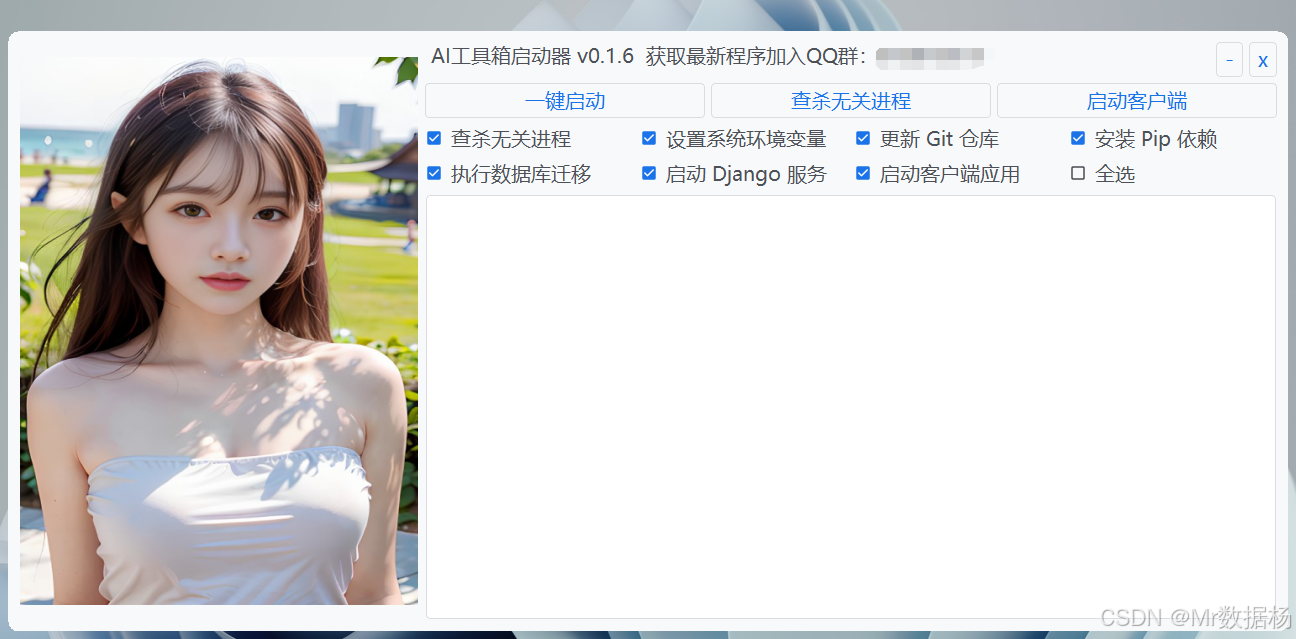 AI工具箱启动器 v0.1.6 获取最新程序加入QQ群：
- x
一键启动 查杀无关进程 启动客户端
查杀无关进程 设置系统环境变量 更新 Git 仓库 安装 Pip 依赖
执行数据库迁移 启动 Django 服务 启动客户端应用 全选
CSDN @Mr数据杨